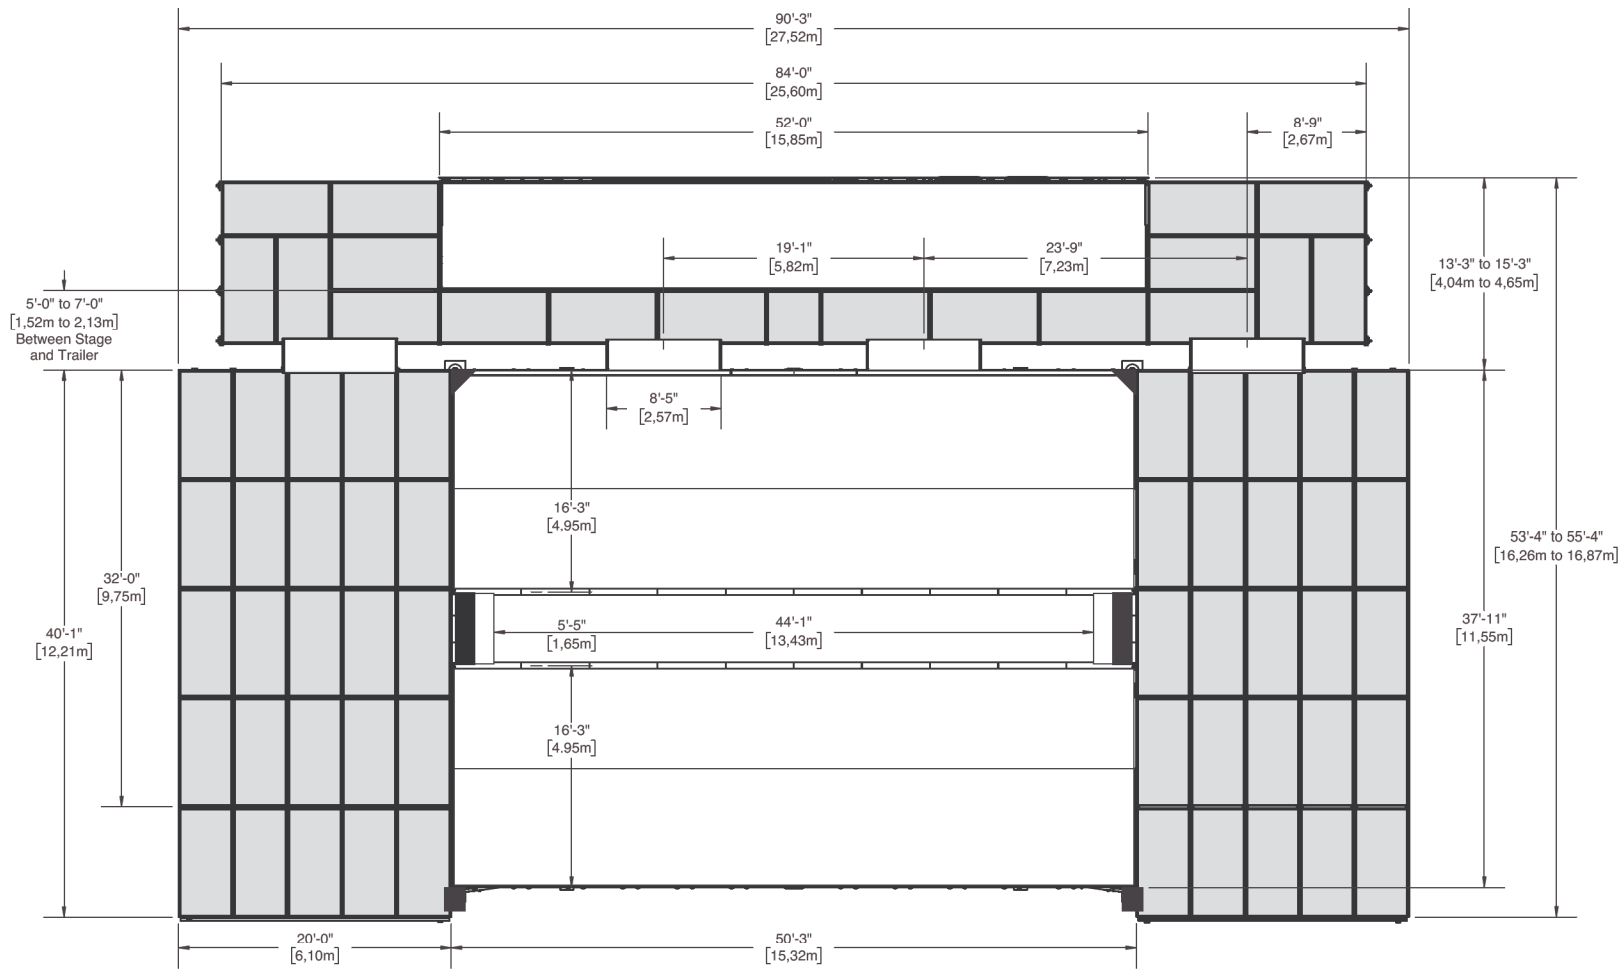 90'-3"
[27,52m]
84'-0"
[25,60m]
52'-0"
[15,85m]
8'-9"
[2,67m]
19'-1"
[5,82m]
23'-9"
[7,23m]
13'-3" to 15'-3"
[4,04m to 4,65m]
5'-0" to 7'-0"
[1,52m to 2,13m]
Between Stage
and Trailer
8'-5"
[2,57m]
16'-3"
[4.95m]
53'-4" to 55'-4"
[16,26m to 16,87m]
32'-0"
[9,75m]
40'-1"
[12,21m]
5'-5"
[1,65m]
44'-1"
[13,43m]
37'-11"
[11,55m]
16'-3"
[4.95m]
20'-0"
[6,10m]
50'-3"
[15,32m]